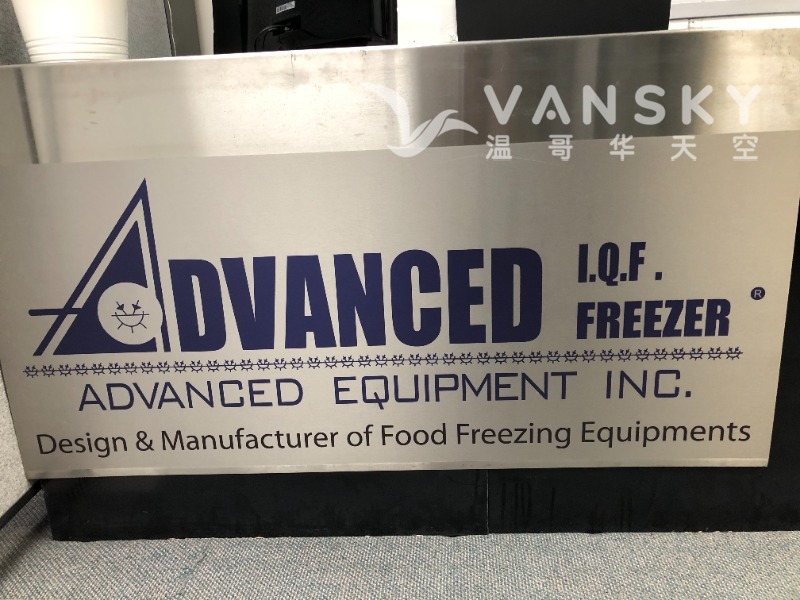 VANSKY
温哥华天空
ADVANCED I.Q.F. FREEZER ®
ADVANCED EQUIPMENT INC.
Design & Manufacturer of Food Freezing Equipments